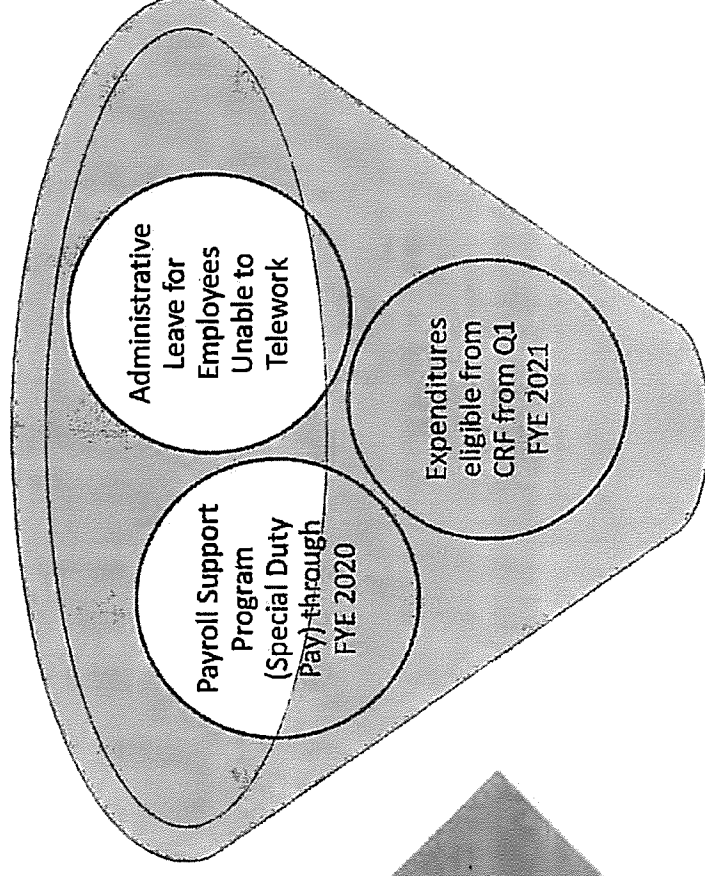 Payroll Support
Program
(Special Duty
Pay) through
FYE 2020
Administrative
Leave for
Employees
Unable to
Telework
Expenditures
eligible from
CRF from Q1
FYE 2021